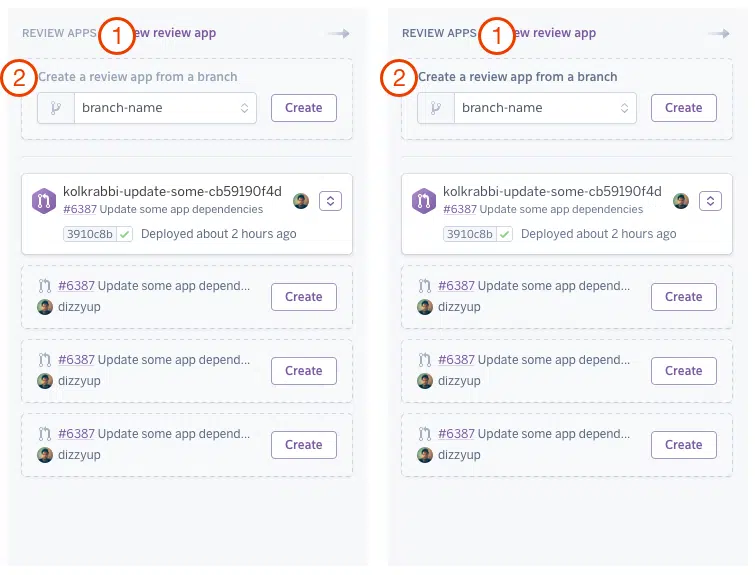 REVIEW APPS 1 ew review app
2 Create a review app from a branch
branch-name Create
kolkrabbi-update-some-cb59190f4d
#6387 Update some app dependencies
3910c8b Deployed about 2 hours ago
#6387 Update some app depend... Create
dizzyup
#6387 Update some app depend... Create
dizzyup
#6387 Update some app depend... Create
dizzyup
REVIEW APPS 1 ew review app
2 Create a review app from a branch
branch-name Create
kolkrabbi-update-some-cb59190f4d
#6387 Update some app dependencies
3910c8b Deployed about 2 hours ago
#6387 Update some app depend... Create
dizzyup
#6387 Update some app depend... Create
dizzyup
#6387 Update some app depend... Create
dizzyup